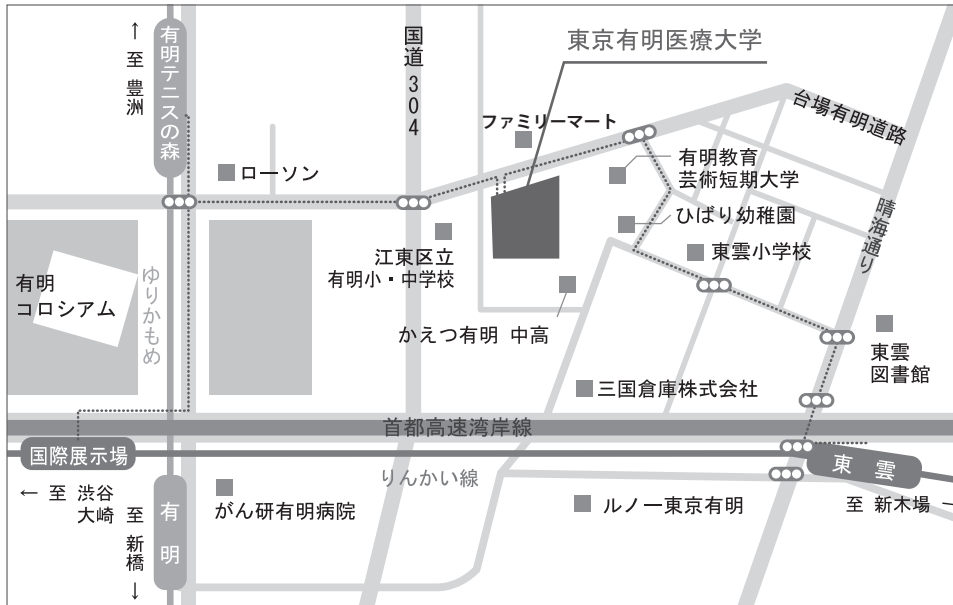 ↑
至 豊洲
有明テニスの森
国道304
東京有明医療大学
台場有明道路
ファミリーマート
ローソン
有明教育
芸術短期大学
ひばり幼稚園
晴海通り
江東区立
有明小・中学校
東雲小学校
有明
コロシアム
ゆりかもめ
かえつ有明 中高
東雲
図書館
三国倉庫株式会社
首都高速湾岸線
国際展示場
りんかい線
東雲
← 至 渋谷
大崎
至 新橋
↓
有明
がん研有明病院
ルノー東京有明
至 新木場 →